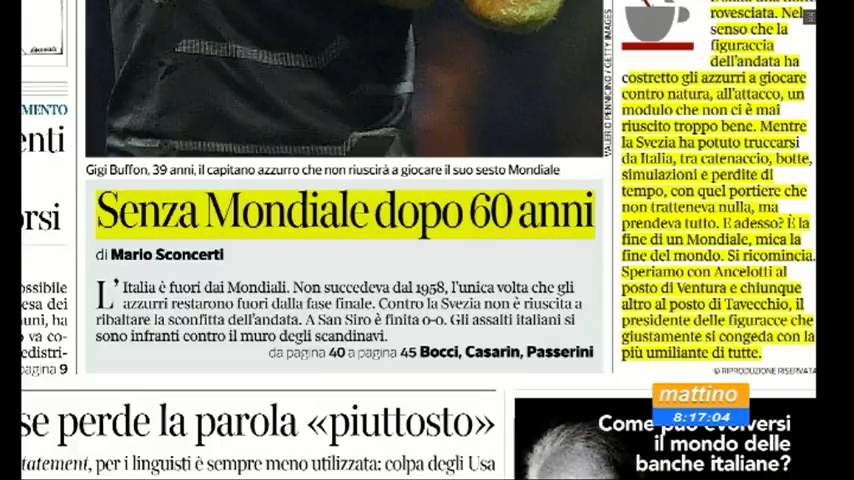 MENTO
enti
orsi
ossibile
esa dei
uni, ha
va co-
edistri-
pagina 9
VALERIO PENNICINO / GETTY IMAGES
Gigi Buffon, 39 anni, il capitano azzurro che non riuscirà a giocare il suo sesto Mondiale
Senza Mondiale dopo 60 anni
di Mario Sconcerti
L'Italia è fuori dai Mondiali. Non succedeva dal 1958, l'unica volta che gli
azzurri restarono fuori dalla fase finale. Contro la Svezia non è riuscita a
ribaltare la sconfitta dell'andata. A San Siro è finita 0-0. Gli assalti italiani si
sono infranti contro il muro degli scandinavi.
da pagina 40 a pagina 45 Bocci, Casarin, Passerini
rovesciata. Nel
senso che la
figuraccia
dell'andata ha
costretto gli azzurri a giocare
contro natura, all'attacco, un
modulo che non ci è mai
riuscito troppo bene. Mentre
la Svezia ha potuto truccarsi
da Italia, tra catenaccio, botte,
simulazioni e perdite di
tempo, con quel portiere che
non tratteneva nulla, ma
prendeva tutto. E adesso? È la
fine di un Mondiale, mica la
fine del mondo. Si ricomincia.
Speriamo con Ancelotti al
posto di Ventura e chiunque
altro al posto di Tavecchio, il
presidente delle figuracce che
giustamente si congeda con la
più umiliante di tutte.
© RIPRODUZIONE RISERVATA
se perde la parola «piuttosto»
tatement, per i linguisti è sempre meno utilizzata: colpa degli Usa
mattino
8:17:04
Come può evolversi
il mondo delle
banche italiane?